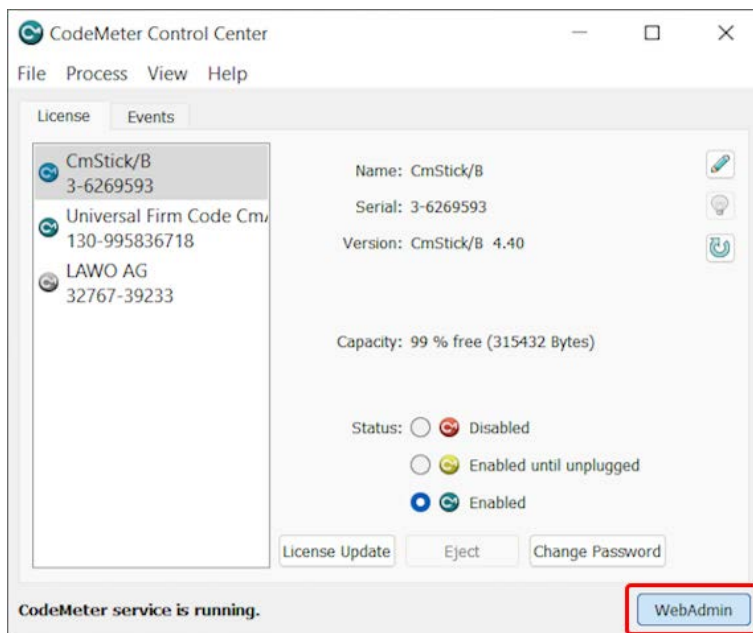 CodeMeter Control Center
File Process View Help
License Events
CmStick/B
3-6269593
Universal Firm Code Cm
130-995836718
LAWO AG
32767-39233
Name: CmStick/B
Serial: 3-6269593
Version: CmStick/B 4.40
Capacity: 99 % free (315432 Bytes)
Status: Disabled
Enabled until unplugged
Enabled
License Update Eject Change Password
CodeMeter service is running. WebAdmin